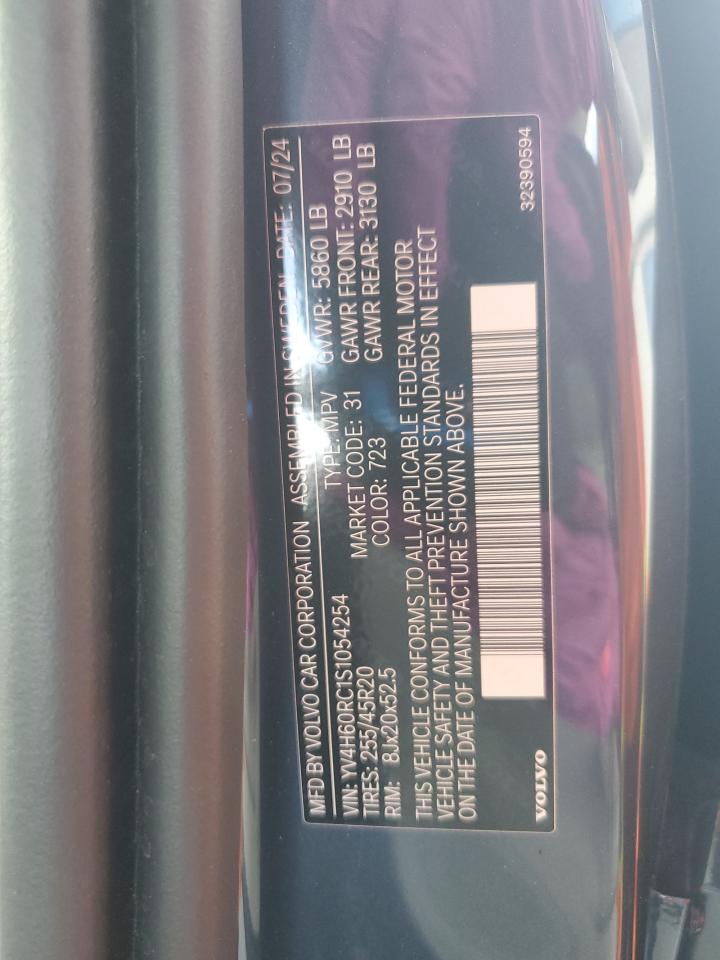 MFD BY VOLVO CAR CORPORATION ASSEMBLED IN SWEDEN DATE: 07/24
VIN: YV4H60RC1S1054254 TYPE: MPV GVWR: 5860 LB
TIRES: 255/45R20 MARKET CODE: 31 GAWR FRONT: 2910 LB
RIM: 8Jx20x52.5 COLOR: 723 GAWR REAR: 3130 LB
THIS VEHICLE CONFORMS TO ALL APPLICABLE FEDERAL MOTOR
VEHICLE SAFETY AND THEFT PREVENTION STANDARDS IN EFFECT
ON THE DATE OF MANUFACTURE SHOWN ABOVE.
VOLVO 32390594